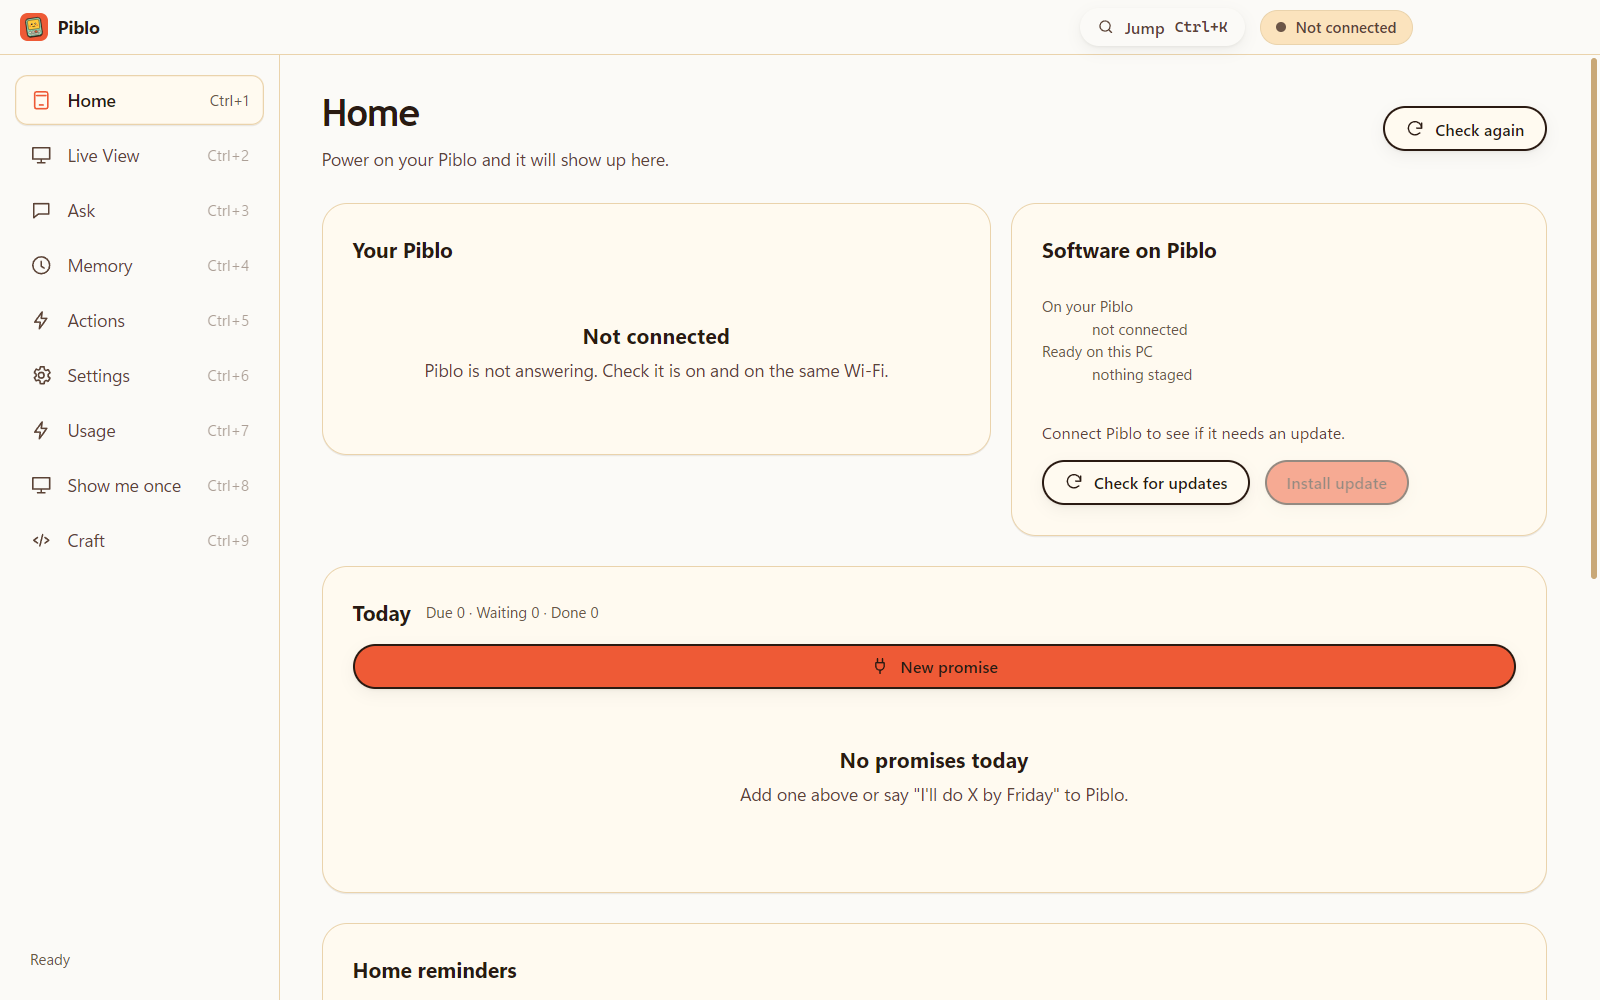 Piblo
Jump Ctrl+K
Not connected
Home Ctrl+1
Live View Ctrl+2
Ask Ctrl+3
Memory Ctrl+4
Actions Ctrl+5
Settings Ctrl+6
Usage Ctrl+7
Show me once Ctrl+8
Craft Ctrl+9
Ready
Home
Power on your Piblo and it will show up here.
Check again
Your Piblo
Not connected
Piblo is not answering. Check it is on and on the same Wi-Fi.
Software on Piblo
On your Piblo
not connected
Ready on this PC
nothing staged
Connect Piblo to see if it needs an update.
Check for updates
Install update
Today Due 0 · Waiting 0 · Done 0
New promise
No promises today
Add one above or say "I'll do X by Friday" to Piblo.
Home reminders